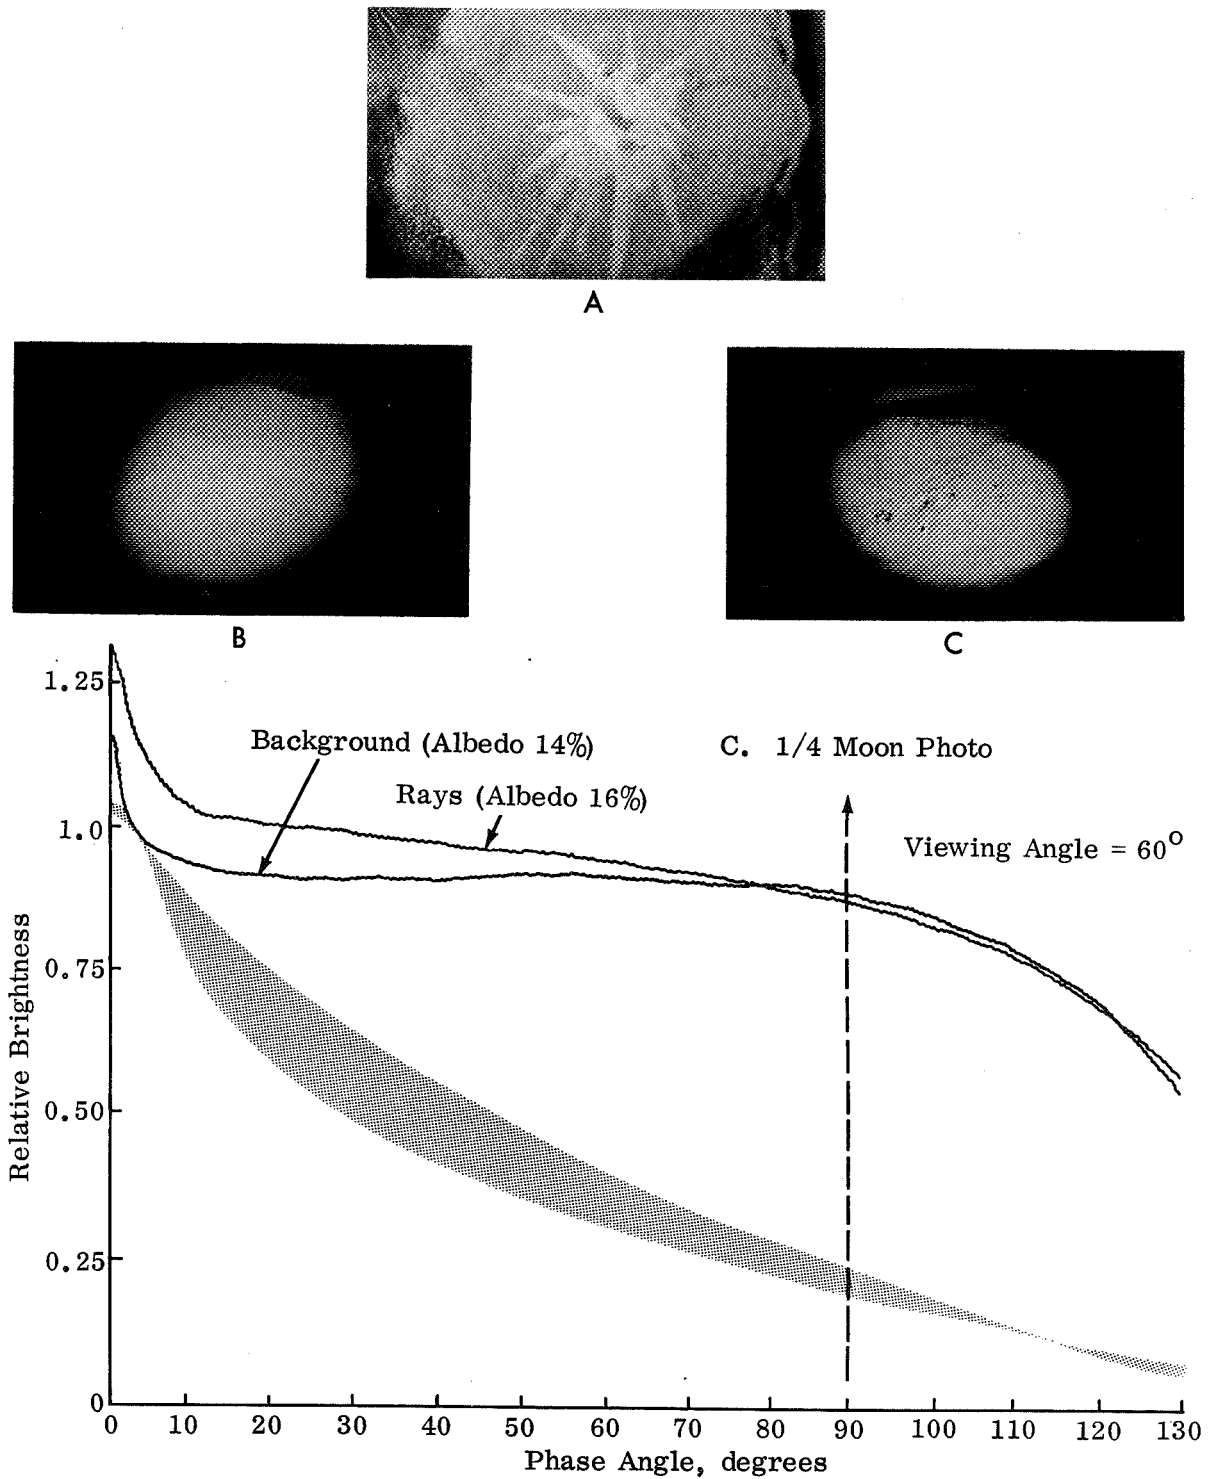 A
B
C
1.25
Background (Albedo 14%)
C. 1/4 Moon Photo
Rays (Albedo 16%)
1.0
Viewing Angle = 60°
0.75
Relative Brightness
0.50
0.25
0
0 10 20 30 40 50 60 70 80 90 100 110 120 130
Phase Angle, degrees